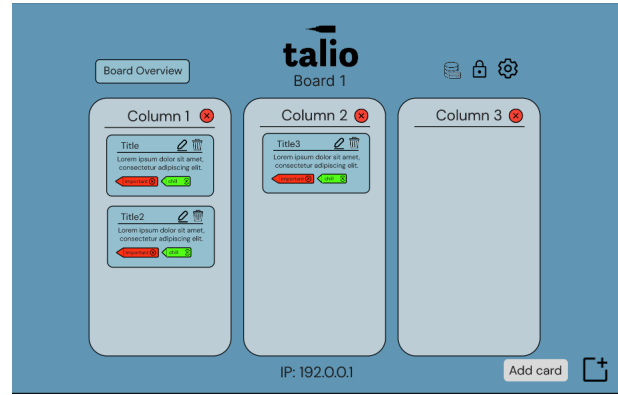 talio
Board Overview
Board 1
Column 1
Title
Lorem ipsum dolor sit amet,
consectetur adipiscing elit.
important
chill
Title2
Lorem ipsum dolor sit amet,
consectetur adipiscing elit.
important
chill
Column 2
Title3
Lorem ipsum dolor sit amet,
consectetur adipiscing elit.
important
chill
Column 3
IP: 192.0.0.1
Add card